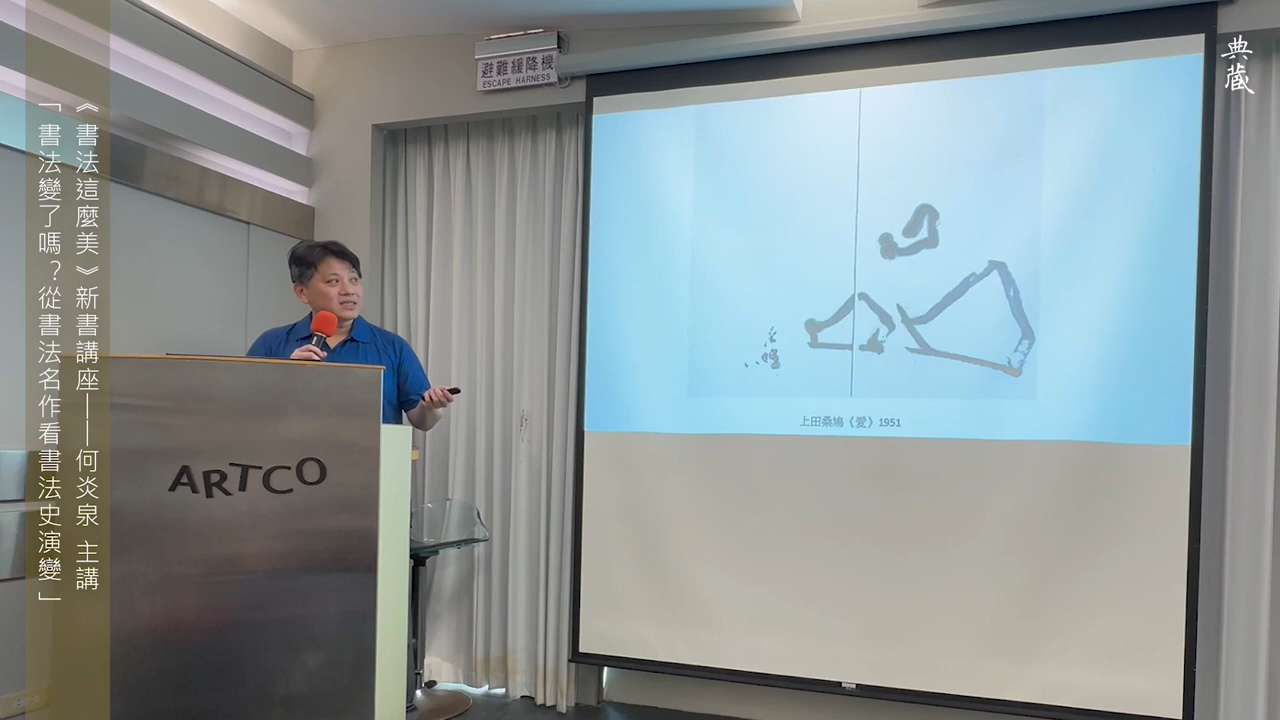 《書法這麼美》新書講座——何炎泉 主講
「書法變了嗎？從書法名作看書法史演變」
避難緩降機
ESCAPE HARNESS
典藏
上田桑鳩《愛》1951
ARTCO